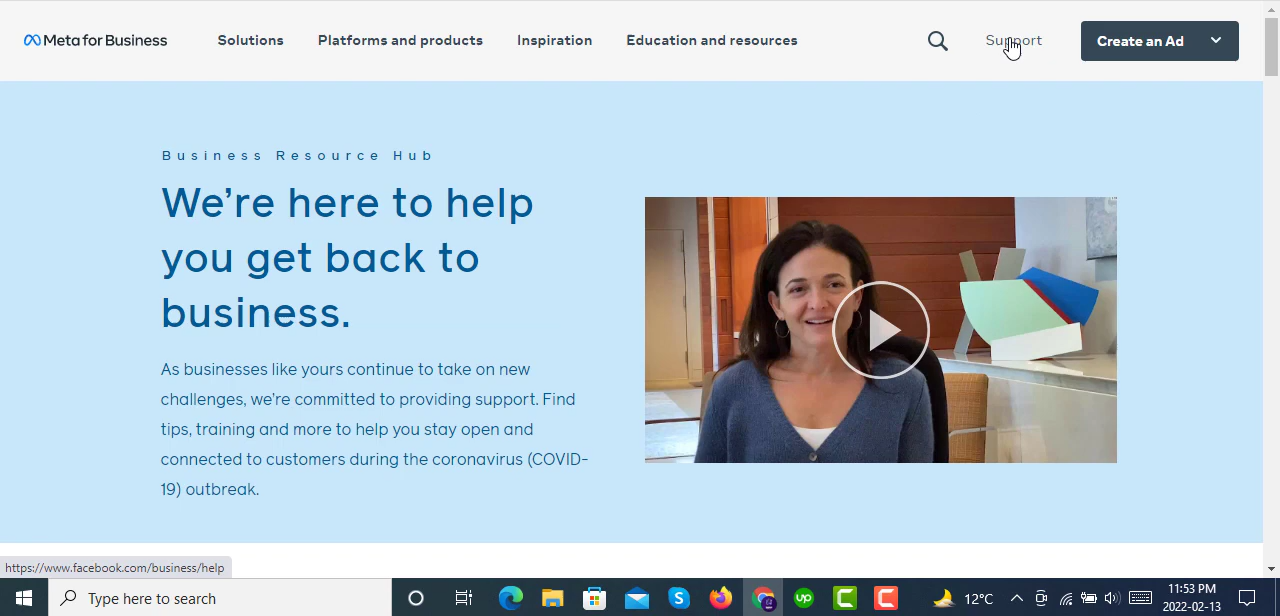 Meta for Business
Solutions
Platforms and products
Inspiration
Education and resources
Support
Create an Ad
Business Resource Hub
We're here to help
you get back to
business.
As businesses like yours continue to take on new
challenges, we're committed to providing support. Find
tips, training and more to help you stay open and
connected to customers during the coronavirus (COVID-
19) outbreak.
https://www.facebook.com/business/help
Type here to search
up
12°C
11:53 PM
2022-02-13